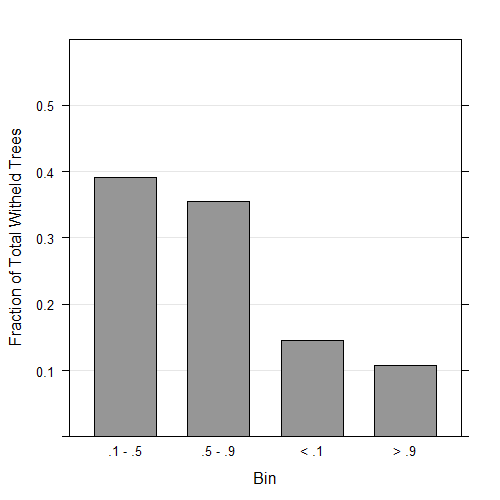 Fraction of Total Witheld Trees
0.5
0.4
0.3
0.2
0.1
.1 - .5 .5 - .9 < .1 > .9
Bin